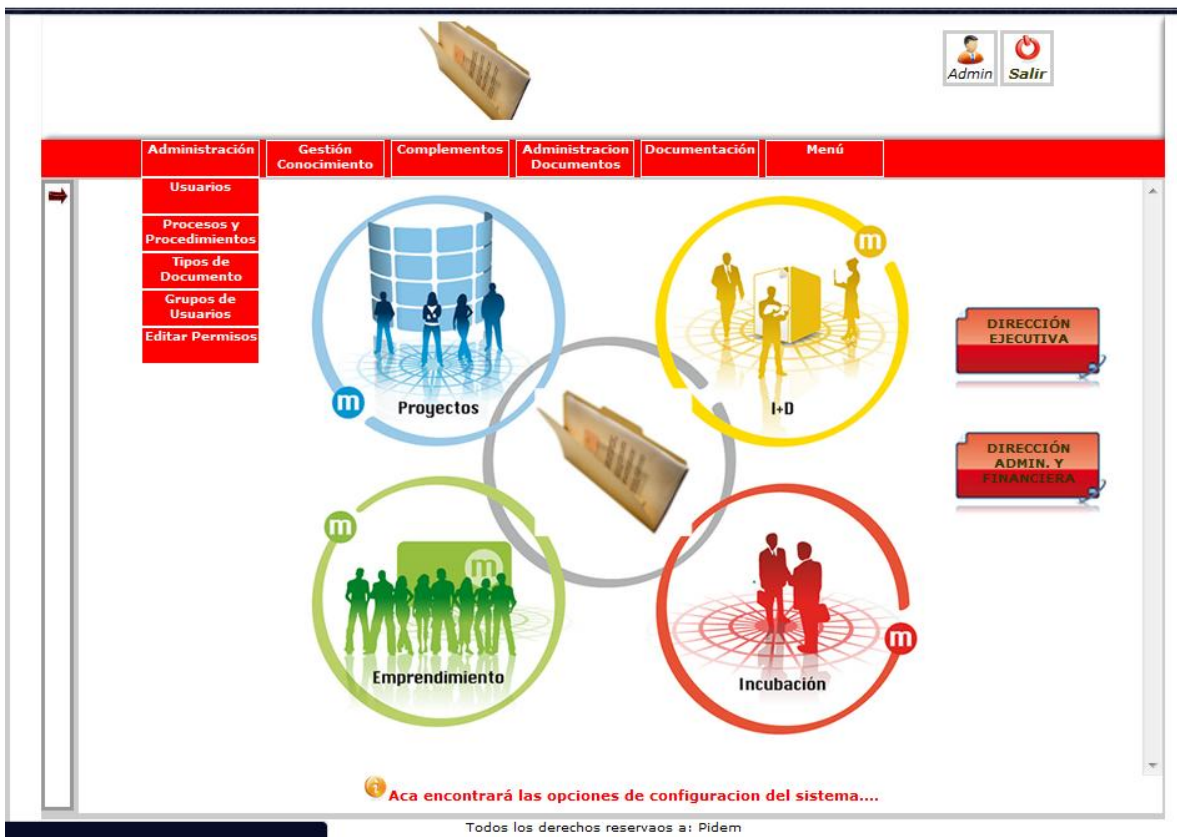 Admin
Salir
Administración
Gestión
Conocimiento
Complementos
Administracion
Documentos
Documentación
Menú
Usuarios
Procesos y
Procedimientos
Tipos de
Documento
Grupos de
Usuarios
Editar Permisos
m
Proyectos
m
I+D
DIRECCIÓN
EJECUTIVA
DIRECCIÓN
ADMIN. Y
FINANCIERA
m
m
Emprendimiento
m
Incubación
Aca encontrará las opciones de configuracion del sistema....
Todos los derechos reservaos a: Pidem